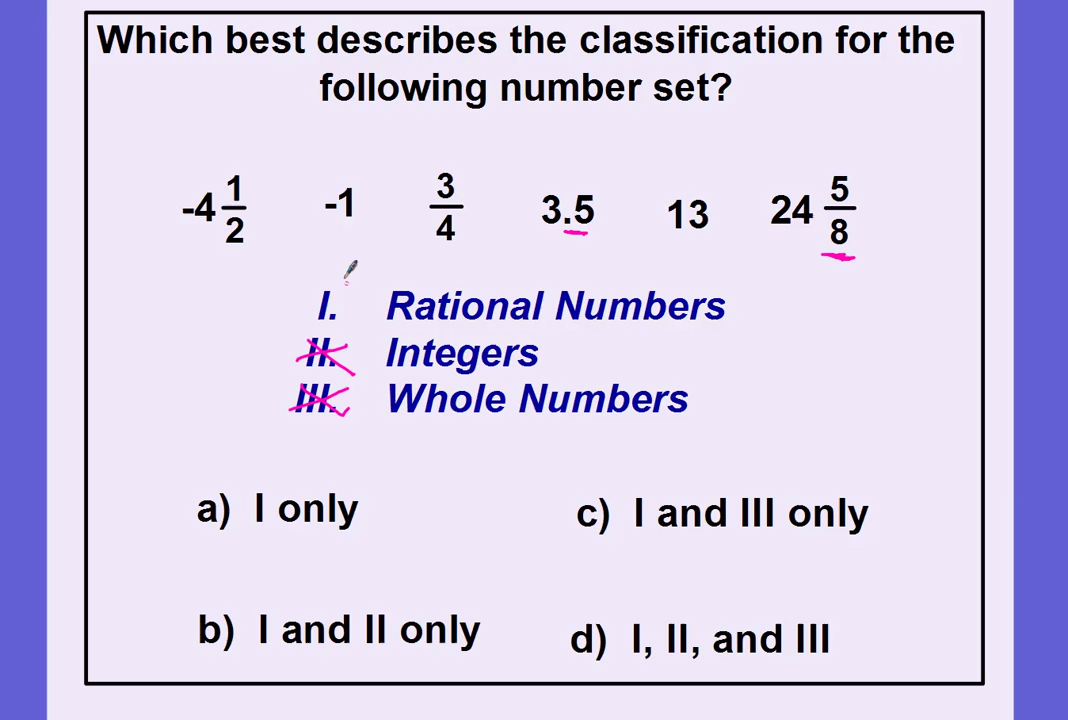 Which best describes the classification for the
following number set?
-4 1/2 -1 3/4 3.5 13 24 5/8
I. Rational Numbers
II. Integers
III. Whole Numbers
a) I only
c) I and III only
b) I and II only
d) I, II, and III